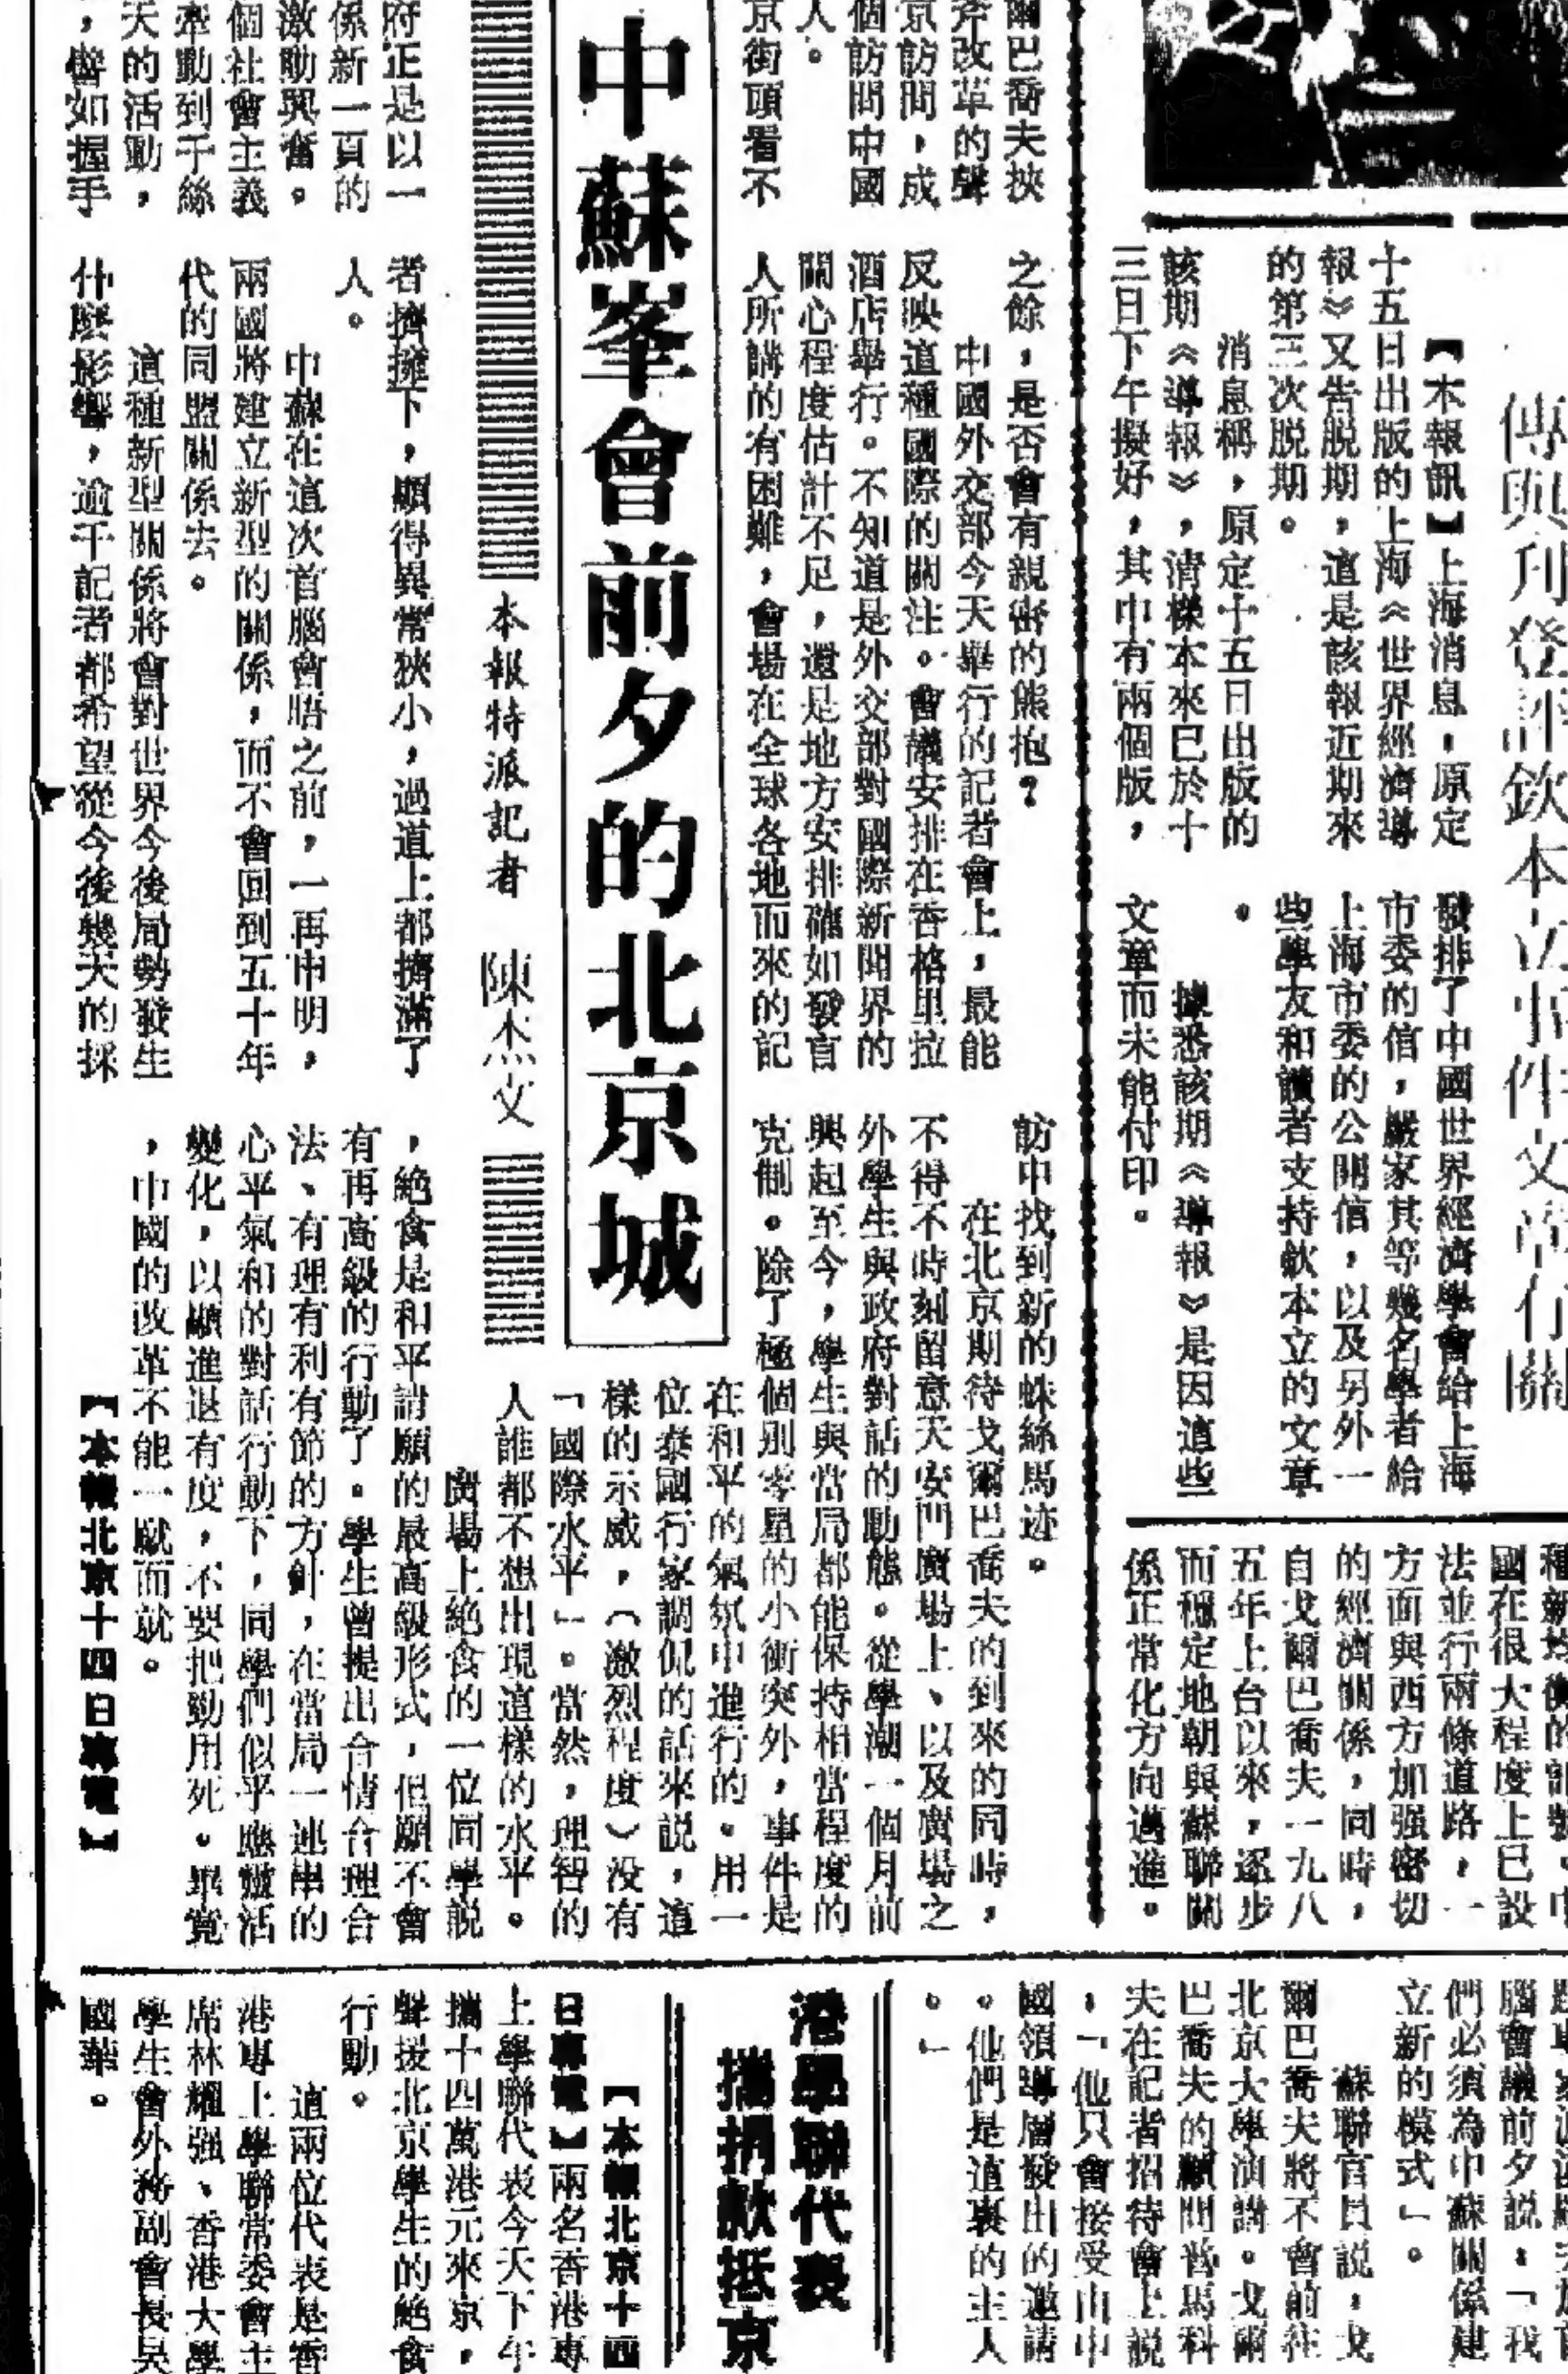 傳與刊登評欽本立事件文章有關
【本報訊】上海消息，原定
十五日出版的上海《世界經濟導
報》又告脱期，這是該報近期來
的第三次脱期。
消息稱，原定十五日出版的
該期《導報》，清樣本來已於十
三日下午擬好，其中有兩個版，
發排了中國世界經濟學會給上海
市委的信，嚴家其等幾名學者給
上海市委的公開信，以及另外一
些學友和讀者支持欽本立的文章
。
據悉該期《導報》是因這些
文章而未能付印。
國在很大程度上已設
法並行兩條道路，一
方面與西方加强密切
的經濟關係，同時，
自戈爾巴喬夫一九八
五年上台以來，逐步
而穩定地朝與蘇聯關
係正常化方向邁進。
腦會議前夕説，「我
們必須為中蘇關係建
立新的模式」。
蘇聯官員説，戈
爾巴喬夫將不會前往
北京大學演講。戈爾
巴喬夫的顧問普馬科
夫在記者招待會上説
，「他只會接受由中
國領導層發出的邀請
。他們是這裏的主人
。」
中蘇峯會前夕的北京城
本報特派記者 陳杰文
爾巴喬夫挾
斧改革的聲
京訪問，成
個訪問中國
人。
京街頭看不
之餘，是否會有親密的熊抱？
中國外交部今天舉行的記者會上，最能
反映這種國際的關注。會議安排在香格里拉
酒店舉行。不知道是外交部對國際新聞界的
關心程度估計不足，還是地方安排確如發言
人所講的有困難，會場在全球各地而來的記
府正是以一
係新一頁的
激動與奮。
個社會主義
牽動到千絲
天的活動，
，譬如握手
者擠擁下，顯得異常狹小，過道上都擠滿了
人。
中蘇在這次首腦會晤之前，一再申明，
兩國將建立新型的關係，而不會回到五十年
代的同盟關係去。
這種新型關係將會對世界今後局勢發生
什麼影響，逾千記者都希望從今後幾天的採
訪中找到新的蛛絲馬迹。
在北京期待戈爾巴喬夫的到來的同時，
不得不時刻留意天安門廣場上、以及廣場之
外學生與政府對話的動態。從學潮一個月前
興起至今，學生與當局都能保持相當程度的
克制。除了極個別零星的小衝突外，事件是
在和平的氣氛中進行的。用一
位泰國行家調侃的話來説，這
樣的示威，（激烈程度）没有
「國際水平」。當然，理智的
人誰都不想出現這樣的水平。
廣場上絶食的一位同學説
，絶食是和平請願的最高級形式，但願不會
有再高級的行動了。學生曾提出合情合理合
法、有理有利有節的方針，在當局一連串的
心平氣和的對話行動下，同學們似乎應靈活
變化，以顯進退有度，不要把勁用死。畢竟
，中國的改革不能一蹴而就。
【本報北京十四日專電】
港學聯代表
攜捐款抵京
【本報北京十四
日專電】兩名香港專
上學聯代表今天下午
攜十四萬港元來京，
聲援北京學生的絶食
行動。
這兩位代表是香
港專上學聯常委會主
席林耀强、香港大學
學生會外務副會長吳
國華。